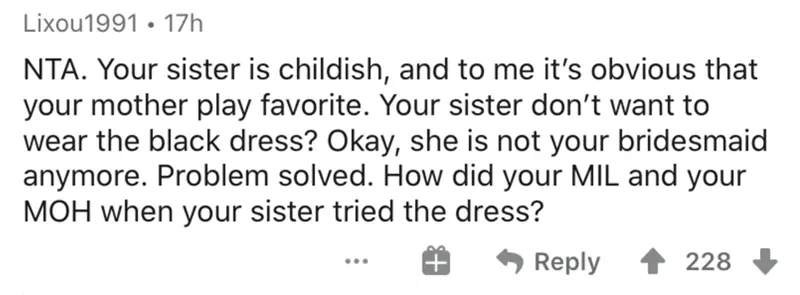 Lixou1991 • 17h
NTA. Your sister is childish, and to me it’s obvious that
your mother play favorite. Your sister don’t want to
wear the black dress? Okay, she is not your bridesmaid
anymore. Problem solved. How did your MIL and your
MOH when your sister tried the dress?
... Reply 228